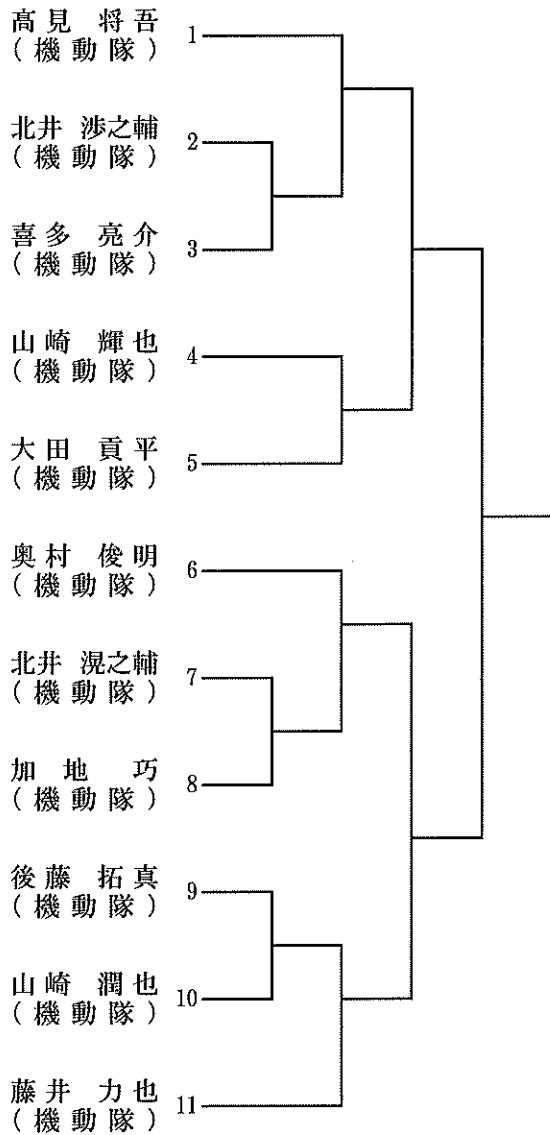 高見 将吾
(機動隊) 1
北井 渉之輔
(機動隊) 2
喜多 亮介
(機動隊) 3
山崎 輝也
(機動隊) 4
大田 貢平
(機動隊) 5
奥村 俊明
(機動隊) 6
北井 滉之輔
(機動隊) 7
加地 巧
(機動隊) 8
後藤 拓真
(機動隊) 9
山崎 潤也
(機動隊) 10
藤井 力也
(機動隊) 11